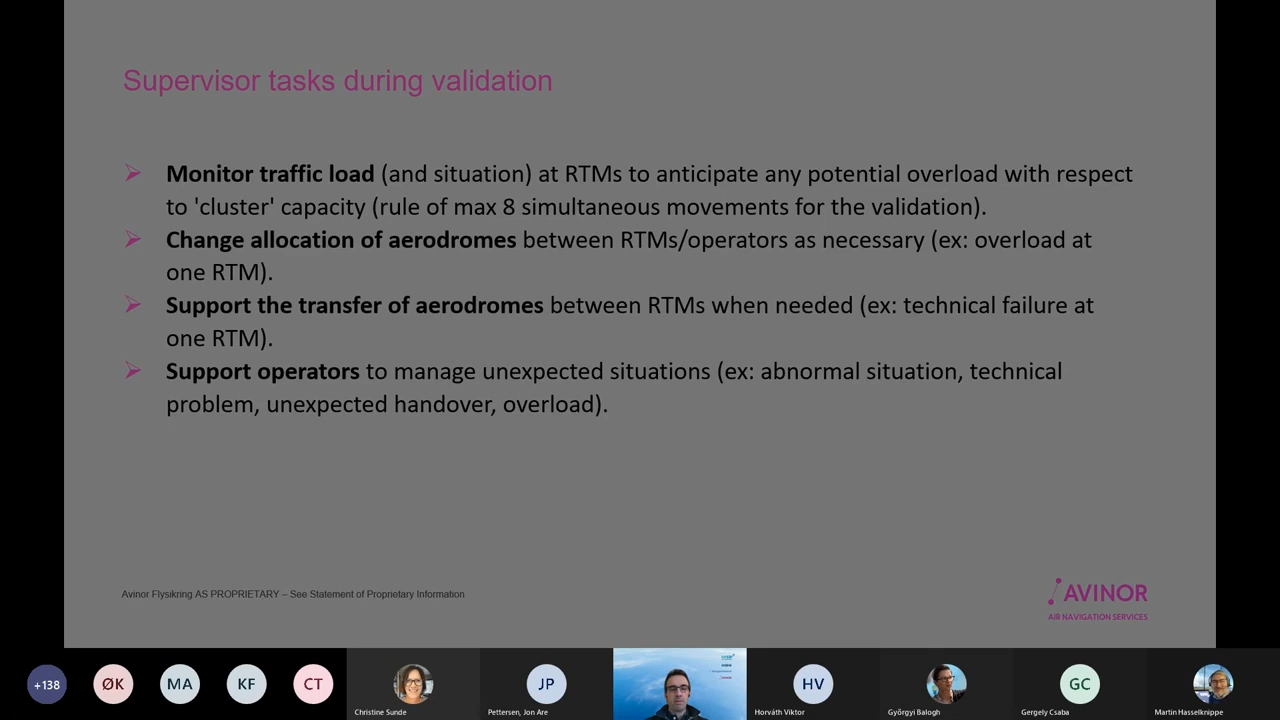 Supervisor tasks during validation
Monitor traffic load (and situation) at RTMs to anticipate any potential overload with respect
to 'cluster' capacity (rule of max 8 simultaneous movements for the validation).
Change allocation of aerodromes between RTMs/operators as necessary (ex: overload at
one RTM).
Support the transfer of aerodromes between RTMs when needed (ex: technical failure at
one RTM).
Support operators to manage unexpected situations (ex: abnormal situation, technical
problem, unexpected handover, overload).
Avinor Flysikring AS PROPRIETARY – See Statement of Proprietary Information
AVINOR
AIR NAVIGATION SERVICES
+138
ØK
MA
KF
CT
Christine Sunde
JP
Pettersen, Jon Are
HV
Horváth Viktor
Györgyi Balogh
GC
Gergely Csaba
Martin Hasselknippe